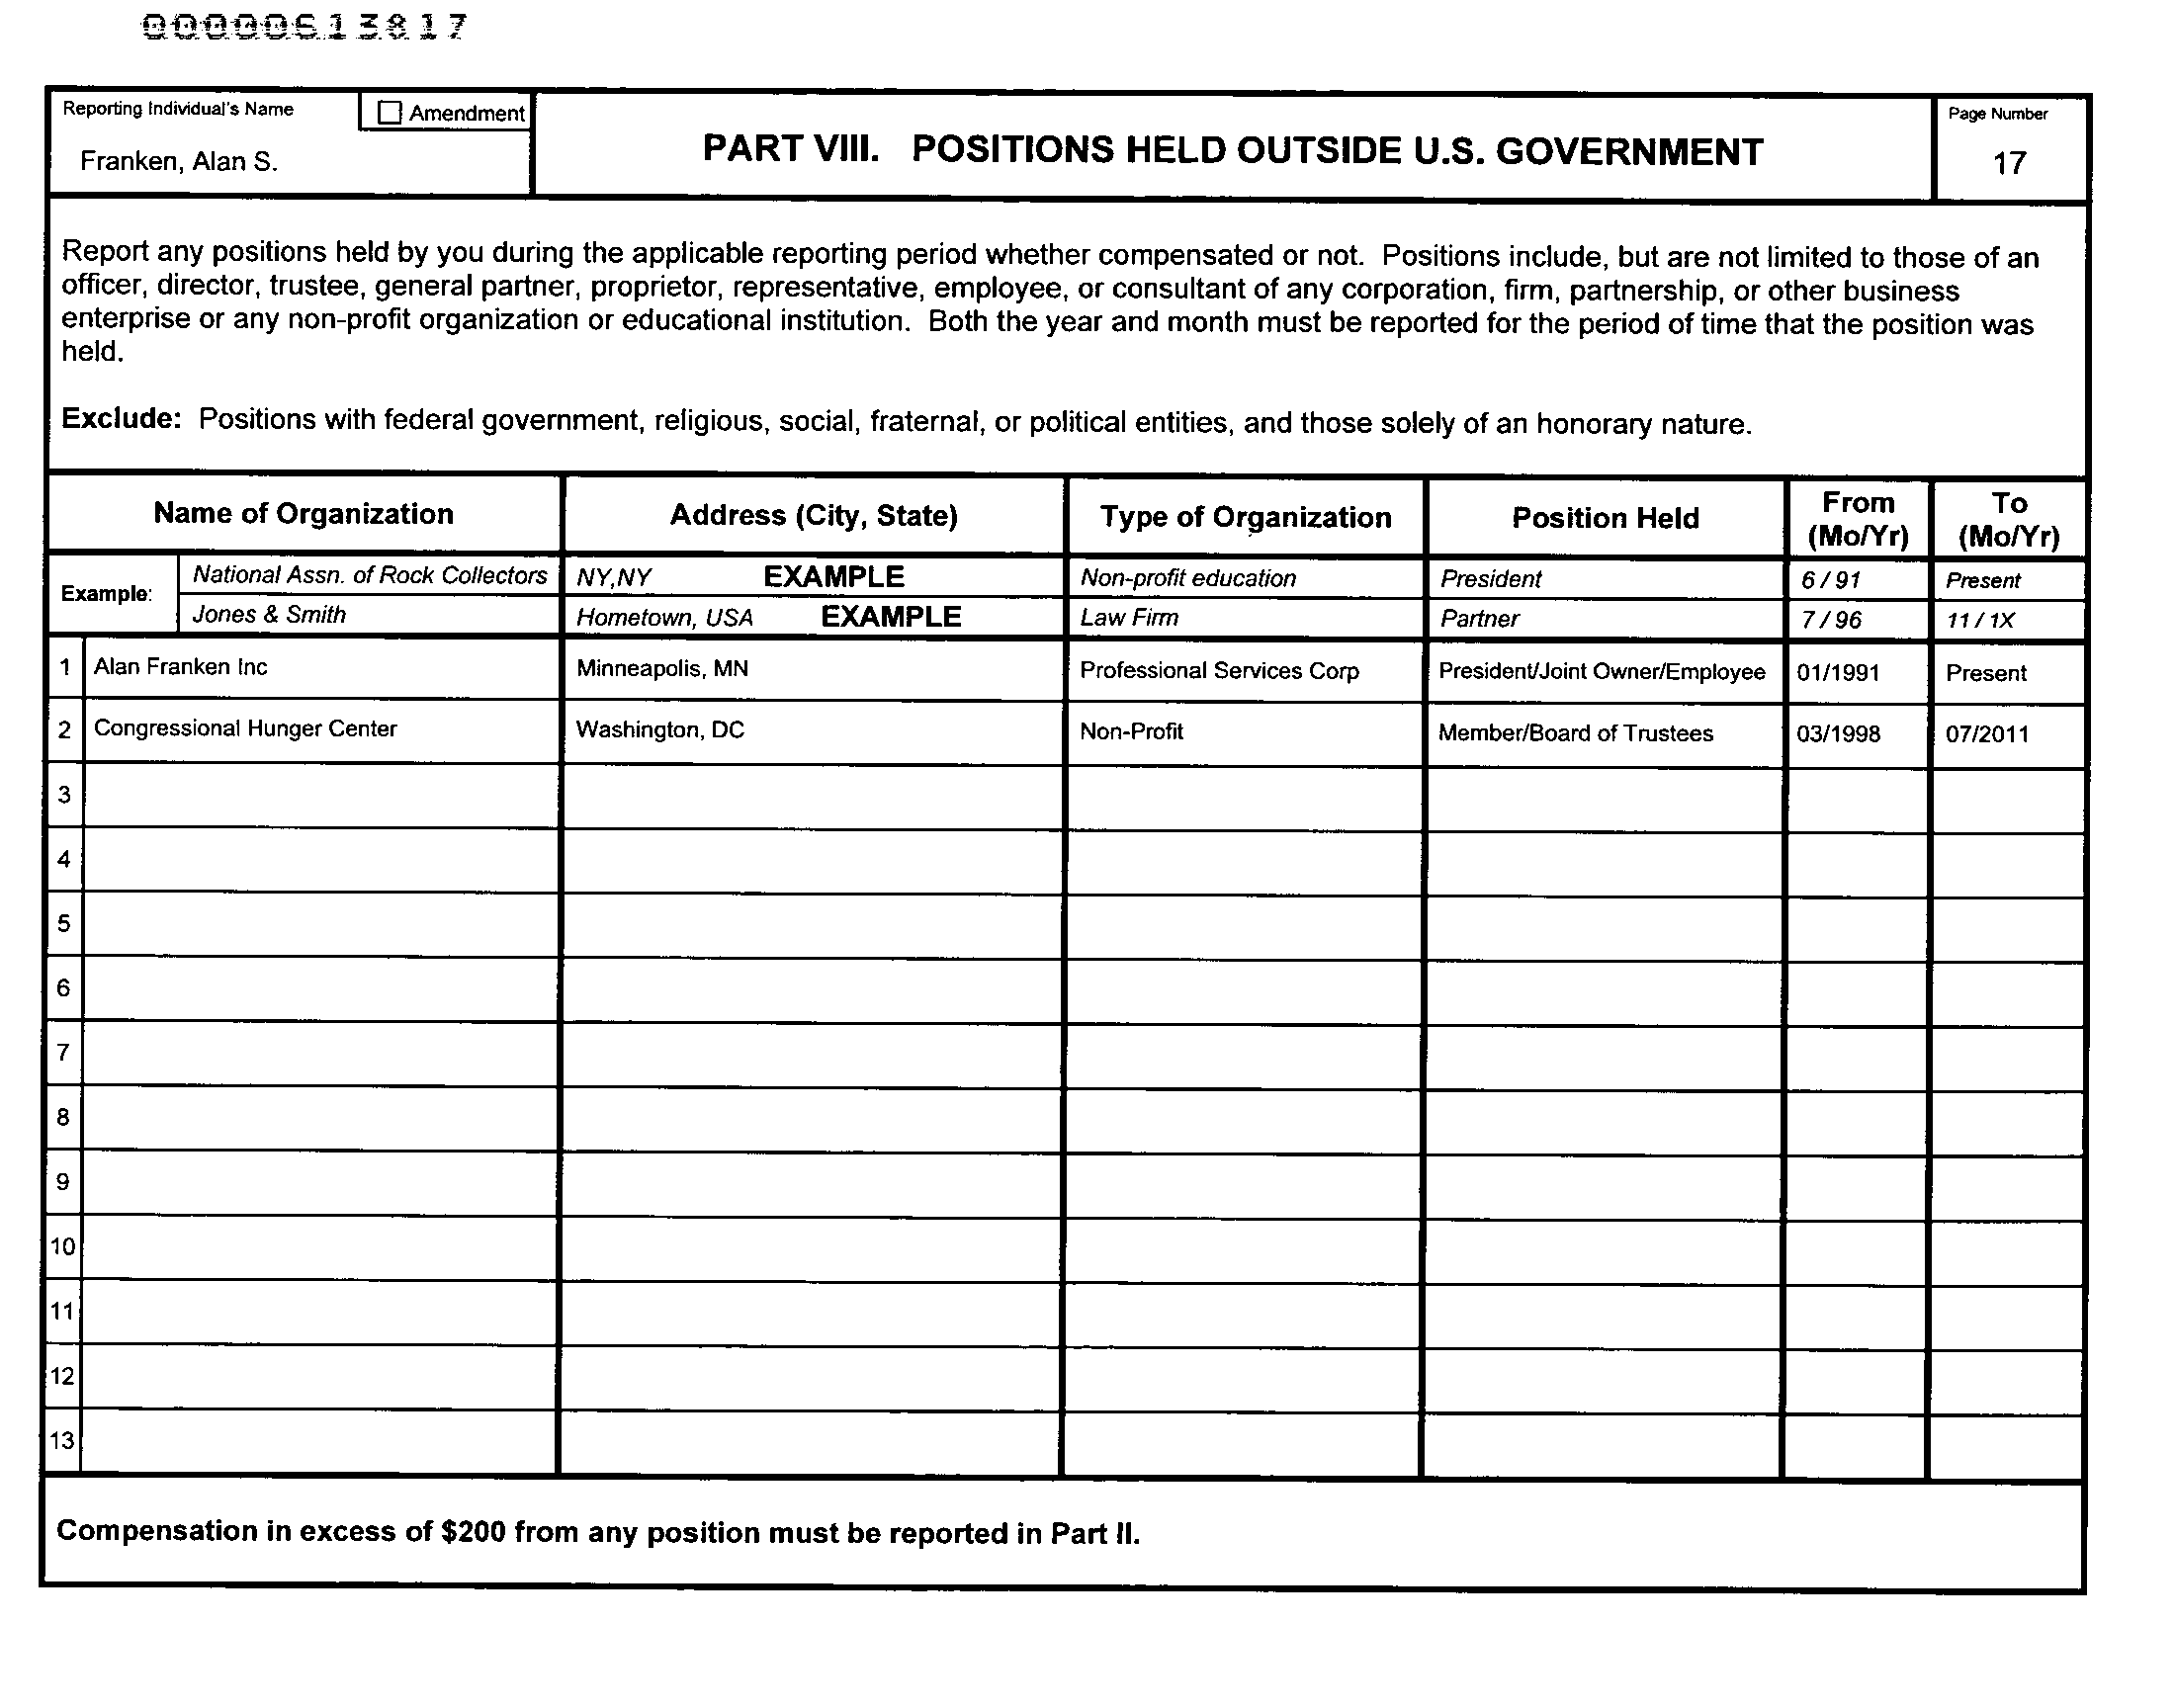 00000613817
Reporting Individual's Name
Amendment
Franken, Alan S.
PART VIII. POSITIONS HELD OUTSIDE U.S. GOVERNMENT
Page Number
17
Report any positions held by you during the applicable reporting period whether compensated or not. Positions include, but are not limited to those of an
officer, director, trustee, general partner, proprietor, representative, employee, or consultant of any corporation, firm, partnership, or other business
enterprise or any non-profit organization or educational institution. Both the year and month must be reported for the period of time that the position was
held.
Exclude: Positions with federal government, religious, social, fraternal, or political entities, and those solely of an honorary nature.
Name of Organization Address (City, State) Type of Organization Position Held From (Mo/Yr) To (Mo/Yr)
Example:
National Assn. of Rock Collectors NY,NY EXAMPLE Non-profit education President 6 / 91 Present
Jones & Smith Hometown, USA EXAMPLE Law Firm Partner 7 / 96 11 / 1X
1 Alan Franken Inc Minneapolis, MN Professional Services Corp President/Joint Owner/Employee 01/1991 Present
2 Congressional Hunger Center Washington, DC Non-Profit Member/Board of Trustees 03/1998 07/2011
3
4
5
6
7
8
9
10
11
12
13
Compensation in excess of $200 from any position must be reported in Part II.